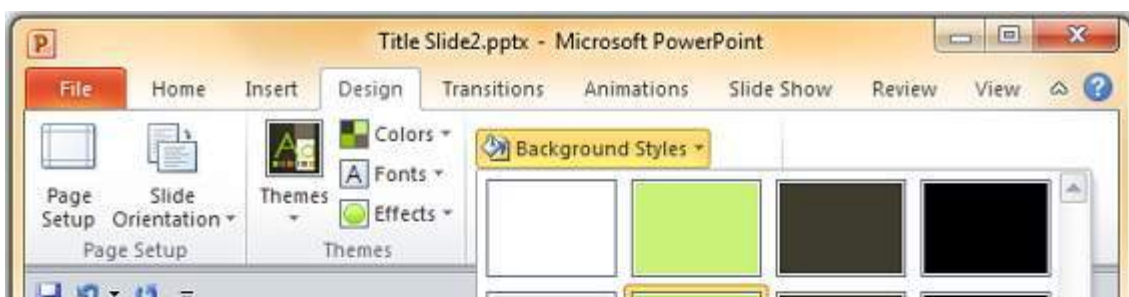 P
Title Slide2.pptx - Microsoft PowerPoint
File Home Insert Design Transitions Animations Slide Show Review View ?
Page Setup
Slide Orientation
Page Setup
Aa
Themes
Colors
A Fonts
Effects
Themes
Background Styles